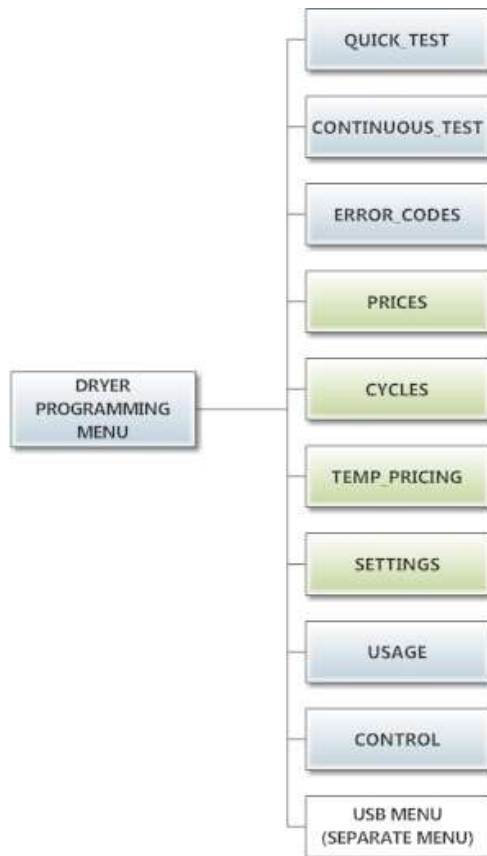 QUICK_TEST
CONTINUOUS_TEST
ERROR_CODES
PRICES
CYCLES
DRYER
PROGRAMMING
MENU
TEMP_PRICING
SETTINGS
USAGE
CONTROL
USB MENU
(SEPARATE MENU)